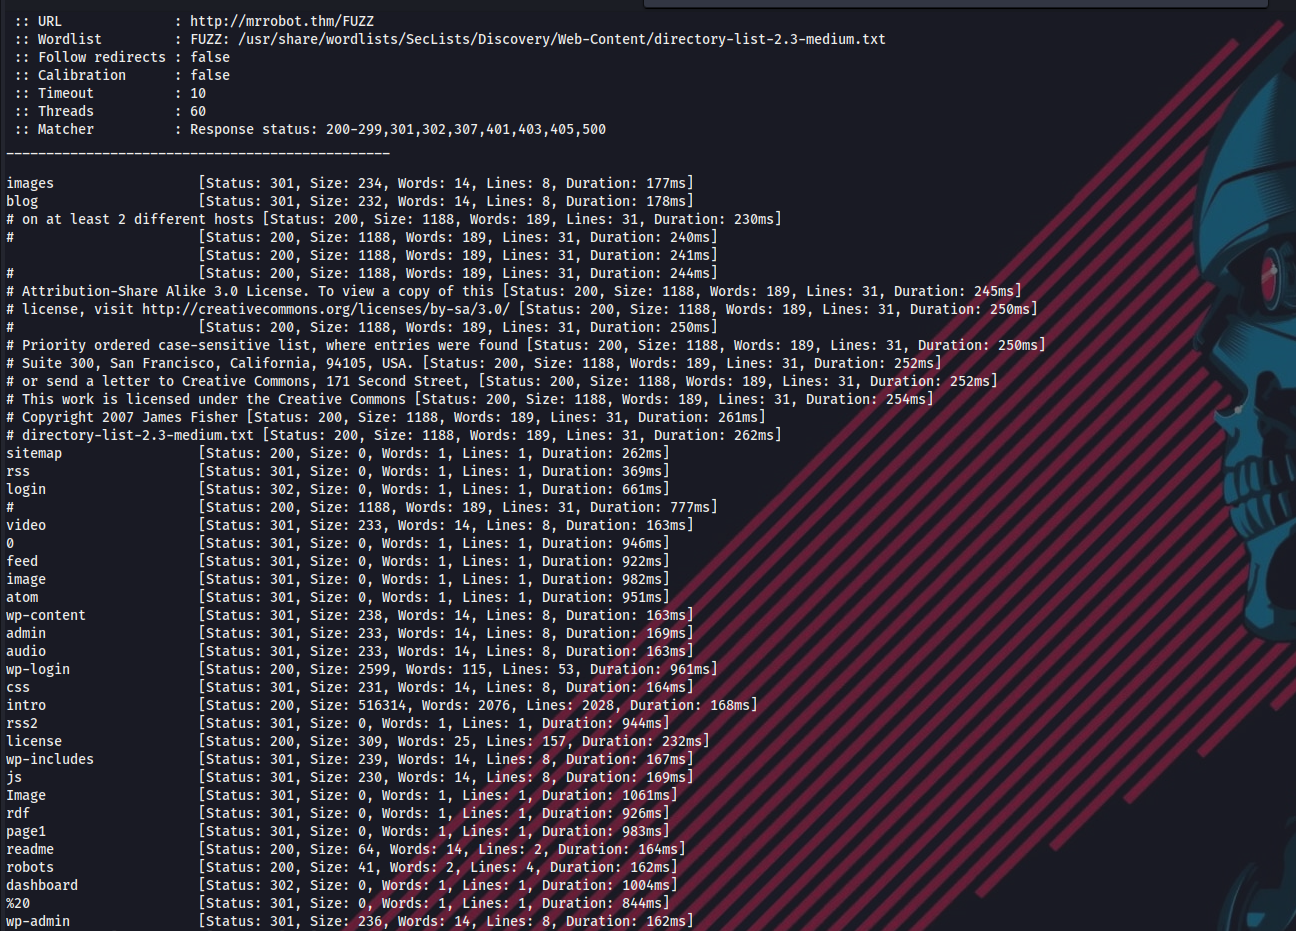 :: URL              : http://mrrobot.thm/FUZZ
:: Wordlist         : FUZZ: /usr/share/wordlists/SecLists/Discovery/Web-Content/directory-list-2.3-medium.txt
:: Follow redirects : false
:: Calibration      : false
:: Timeout          : 10
:: Threads          : 60
:: Matcher          : Response status: 200-299,301,302,307,401,403,405,500
________________________________________________
images                  [Status: 301, Size: 234, Words: 14, Lines: 8, Duration: 177ms]
blog                    [Status: 301, Size: 232, Words: 14, Lines: 8, Duration: 178ms]
# on at least 2 different hosts [Status: 200, Size: 1188, Words: 189, Lines: 31, Duration: 230ms]
#                       [Status: 200, Size: 1188, Words: 189, Lines: 31, Duration: 240ms]
                        [Status: 200, Size: 1188, Words: 189, Lines: 31, Duration: 241ms]
#                       [Status: 200, Size: 1188, Words: 189, Lines: 31, Duration: 244ms]
# Attribution-Share Alike 3.0 License. To view a copy of this [Status: 200, Size: 1188, Words: 189, Lines: 31, Duration: 245ms]
# license, visit http://creativecommons.org/licenses/by-sa/3.0/ [Status: 200, Size: 1188, Words: 189, Lines: 31, Duration: 250ms]
#                       [Status: 200, Size: 1188, Words: 189, Lines: 31, Duration: 250ms]
# Priority ordered case-sensitive list, where entries were found [Status: 200, Size: 1188, Words: 189, Lines: 31, Duration: 250ms]
# Suite 300, San Francisco, California, 94105, USA. [Status: 200, Size: 1188, Words: 189, Lines: 31, Duration: 252ms]
# or send a letter to Creative Commons, 171 Second Street, [Status: 200, Size: 1188, Words: 189, Lines: 31, Duration: 252ms]
# This work is licensed under the Creative Commons [Status: 200, Size: 1188, Words: 189, Lines: 31, Duration: 254ms]
# Copyright 2007 James Fisher [Status: 200, Size: 1188, Words: 189, Lines: 31, Duration: 261ms]
# directory-list-2.3-medium.txt [Status: 200, Size: 1188, Words: 189, Lines: 31, Duration: 262ms]
sitemap                 [Status: 200, Size: 0, Words: 1, Lines: 1, Duration: 262ms]
rss                     [Status: 301, Size: 0, Words: 1, Lines: 1, Duration: 369ms]
login                   [Status: 302, Size: 0, Words: 1, Lines: 1, Duration: 661ms]
#                       [Status: 200, Size: 1188, Words: 189, Lines: 31, Duration: 777ms]
video                   [Status: 301, Size: 233, Words: 14, Lines: 8, Duration: 163ms]
0                       [Status: 301, Size: 0, Words: 1, Lines: 1, Duration: 946ms]
feed                    [Status: 301, Size: 0, Words: 1, Lines: 1, Duration: 922ms]
image                   [Status: 301, Size: 0, Words: 1, Lines: 1, Duration: 982ms]
atom                    [Status: 301, Size: 0, Words: 1, Lines: 1, Duration: 951ms]
wp-content              [Status: 301, Size: 238, Words: 14, Lines: 8, Duration: 163ms]
admin                   [Status: 301, Size: 233, Words: 14, Lines: 8, Duration: 169ms]
audio                   [Status: 301, Size: 233, Words: 14, Lines: 8, Duration: 163ms]
wp-login                [Status: 200, Size: 2599, Words: 115, Lines: 53, Duration: 961ms]
css                     [Status: 301, Size: 231, Words: 14, Lines: 8, Duration: 164ms]
intro                   [Status: 200, Size: 516314, Words: 2076, Lines: 2028, Duration: 168ms]
rss2                    [Status: 301, Size: 0, Words: 1, Lines: 1, Duration: 944ms]
license                 [Status: 200, Size: 309, Words: 25, Lines: 157, Duration: 232ms]
wp-includes             [Status: 301, Size: 239, Words: 14, Lines: 8, Duration: 167ms]
js                      [Status: 301, Size: 230, Words: 14, Lines: 8, Duration: 169ms]
Image                   [Status: 301, Size: 0, Words: 1, Lines: 1, Duration: 1061ms]
rdf                     [Status: 301, Size: 0, Words: 1, Lines: 1, Duration: 926ms]
page1                   [Status: 301, Size: 0, Words: 1, Lines: 1, Duration: 983ms]
readme                  [Status: 200, Size: 64, Words: 14, Lines: 2, Duration: 164ms]
robots                  [Status: 200, Size: 41, Words: 2, Lines: 4, Duration: 162ms]
dashboard               [Status: 302, Size: 0, Words: 1, Lines: 1, Duration: 1004ms]
%20                     [Status: 301, Size: 0, Words: 1, Lines: 1, Duration: 844ms]
wp-admin                [Status: 301, Size: 236, Words: 14, Lines: 8, Duration: 162ms]